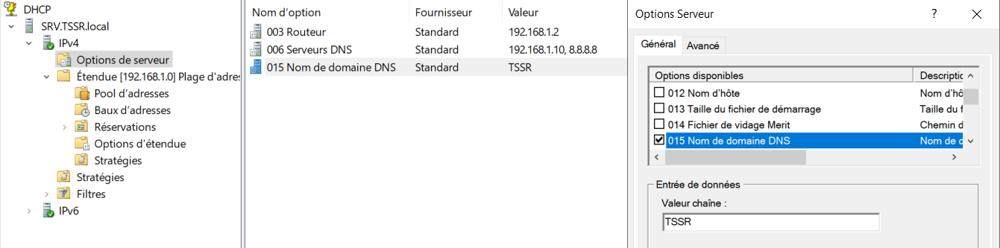 DHCP
SRV.TSSR.local
IPv4
Options de serveur
Étendue [192.168.1.0] Plage d'adres
Pool d'adresses
Baux d'adresses
Réservations
Options d'étendue
Stratégies
Stratégies
Filtres
IPv6
Nom d'option Fournisseur Valeur
003 Routeur Standard 192.168.1.2
006 Serveurs DNS Standard 192.168.1.10, 8.8.8.8
015 Nom de domaine DNS Standard TSSR
Options Serveur ? ×
Général Avancé
Options disponibles Descriptic
012 Nom d'hôte Nom d'hô
013 Taille du fichier de démarrage Taille du f
014 Fichier de vidage Merit Chemin d
015 Nom de domaine DNS Nom de d
Entrée de données
Valeur chaîne :
TSSR